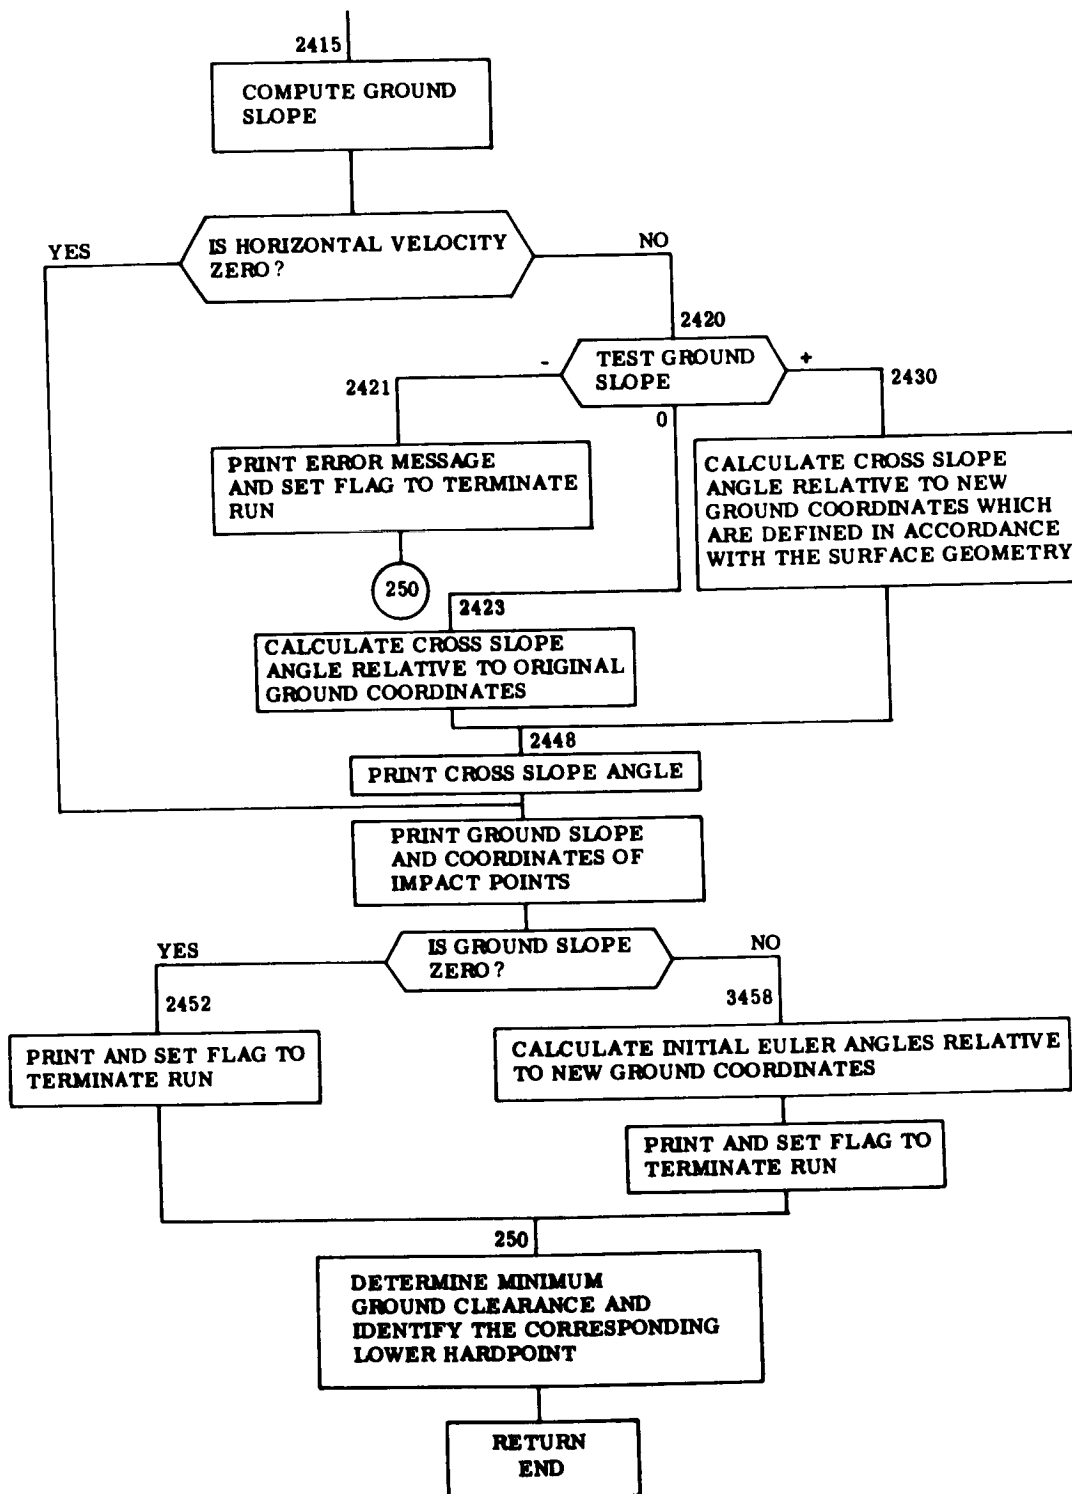 2415
COMPUTE GROUND
SLOPE
YES
IS HORIZONTAL VELOCITY
ZERO?
NO
2420
-
TEST GROUND
SLOPE
+
2421
0
2430
PRINT ERROR MESSAGE
AND SET FLAG TO TERMINATE
RUN
CALCULATE CROSS SLOPE
ANGLE RELATIVE TO NEW
GROUND COORDINATES WHICH
ARE DEFINED IN ACCORDANCE
WITH THE SURFACE GEOMETRY
250
2423
CALCULATE CROSS SLOPE
ANGLE RELATIVE TO ORIGINAL
GROUND COORDINATES
2448
PRINT CROSS SLOPE ANGLE
PRINT GROUND SLOPE
AND COORDINATES OF
IMPACT POINTS
YES
IS GROUND SLOPE
ZERO?
NO
2452
3458
PRINT AND SET FLAG TO
TERMINATE RUN
CALCULATE INITIAL EULER ANGLES RELATIVE
TO NEW GROUND COORDINATES
PRINT AND SET FLAG TO
TERMINATE RUN
250
DETERMINE MINIMUM
GROUND CLEARANCE AND
IDENTIFY THE CORRESPONDING
LOWER HARDPOINT
RETURN
END